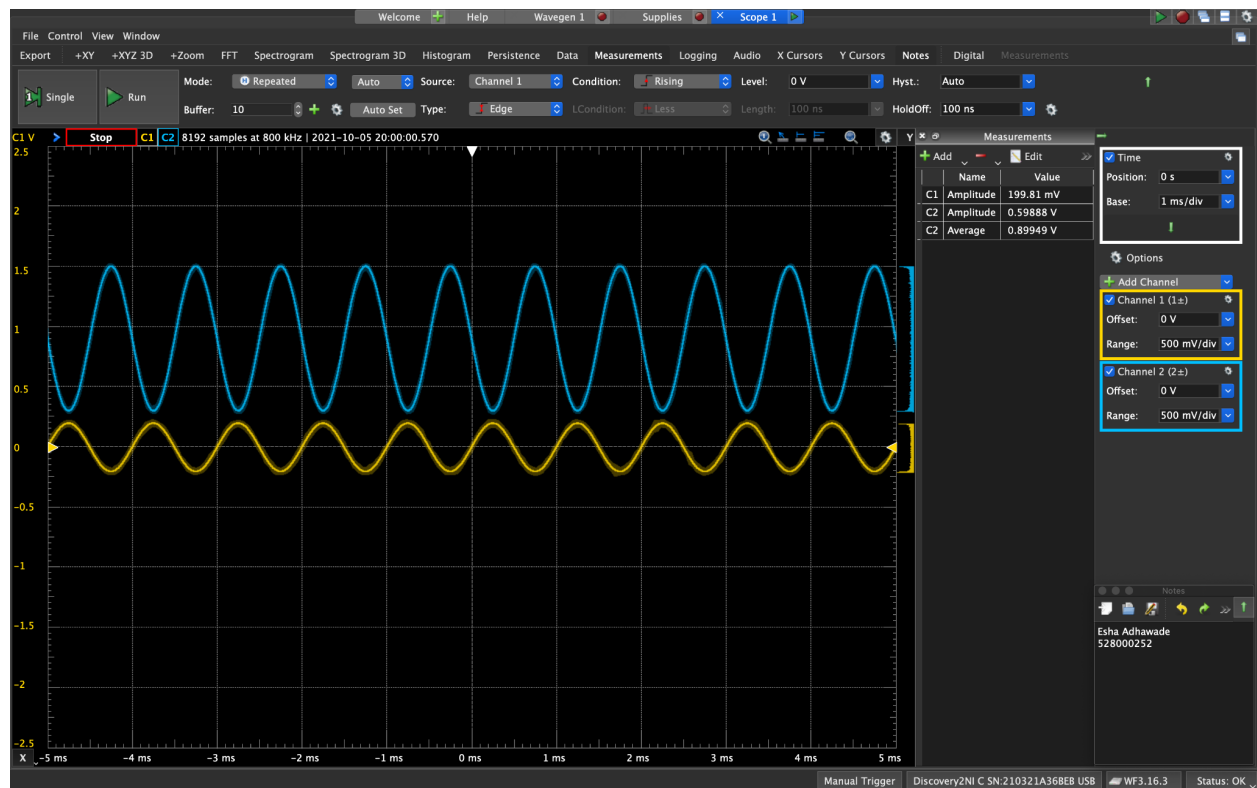 Welcome Help Wavegen 1 Supplies Scope 1
File Control View Window
Export +XY +XYZ 3D +Zoom FFT Spectrogram Spectrogram 3D Histogram Persistence Data Measurements Logging Audio X Cursors Y Cursors Notes Digital Measurements
Single Run
Mode: Repeated Auto Source: Channel 1 Condition: Rising Level: 0 V Hyst.: Auto
Buffer: 10 Auto Set Type: Edge LCondition: Less Length: 100 ns HoldOff: 100 ns
C1 V Stop C1 C2 8192 samples at 800 kHz | 2021-10-05 20:00:00.570 Y
2.5
2
1.5
1
0.5
0
-0.5
-1
-1.5
-2
-2.5
X -5 ms -4 ms -3 ms -2 ms -1 ms 0 ms 1 ms 2 ms 3 ms 4 ms 5 ms
Measurements
Add Edit
Name Value
C1 Amplitude 199.81 mV
C2 Amplitude 0.59888 V
C2 Average 0.89949 V
Time
Position: 0 s
Base: 1 ms/div
Options
Add Channel
Channel 1 (1±)
Offset: 0 V
Range: 500 mV/div
Channel 2 (2±)
Offset: 0 V
Range: 500 mV/div
Notes
Esha Adhawade
528000252
Manual Trigger Discovery2NI C SN:210321A36BEB USB WF3.16.3 Status: OK